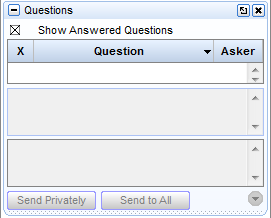 Questions
Show Answered Questions
X Question Asker
Send Privately Send to All